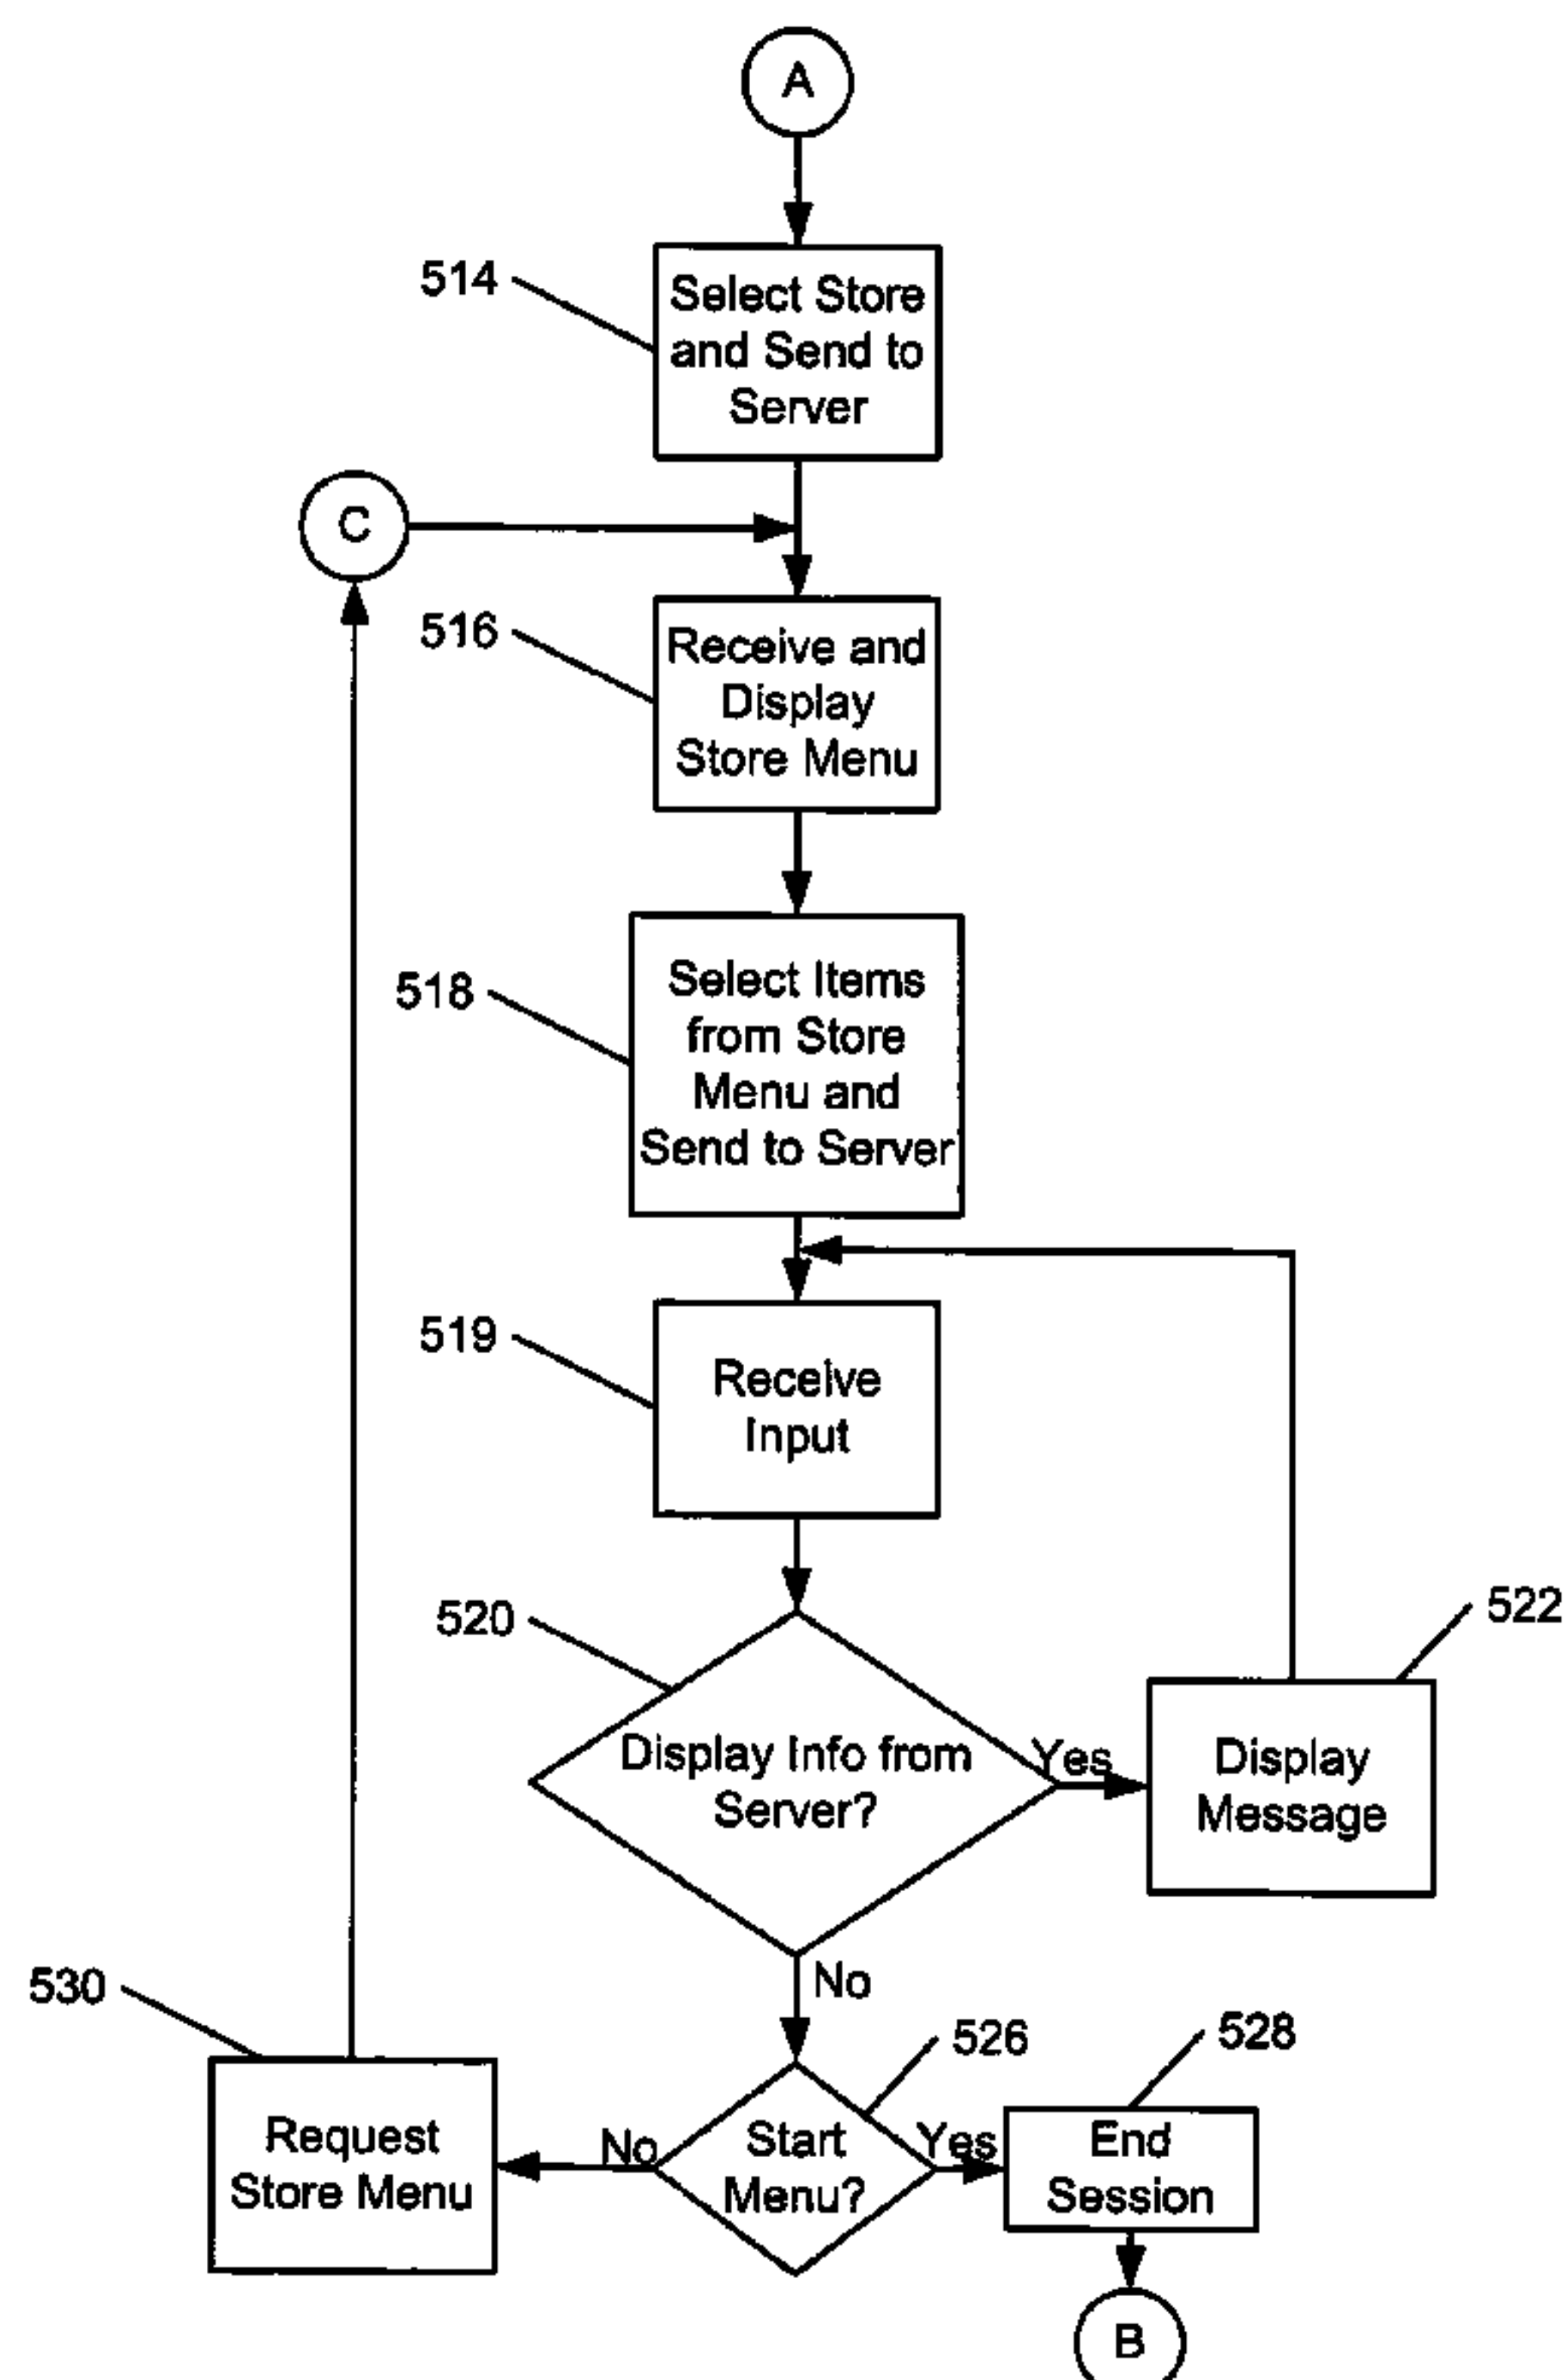 A
514
Select Store
and Send to
Server
C
516
Receive and
Display
Store Menu
518
Select Items
from Store
Menu and
Send to Server
519
Receive
Input
520
522
Display Info from
Server?
Yes
Display
Message
No
530
526
528
Request
Store Menu
No
Start
Menu?
Yes
End
Session
B